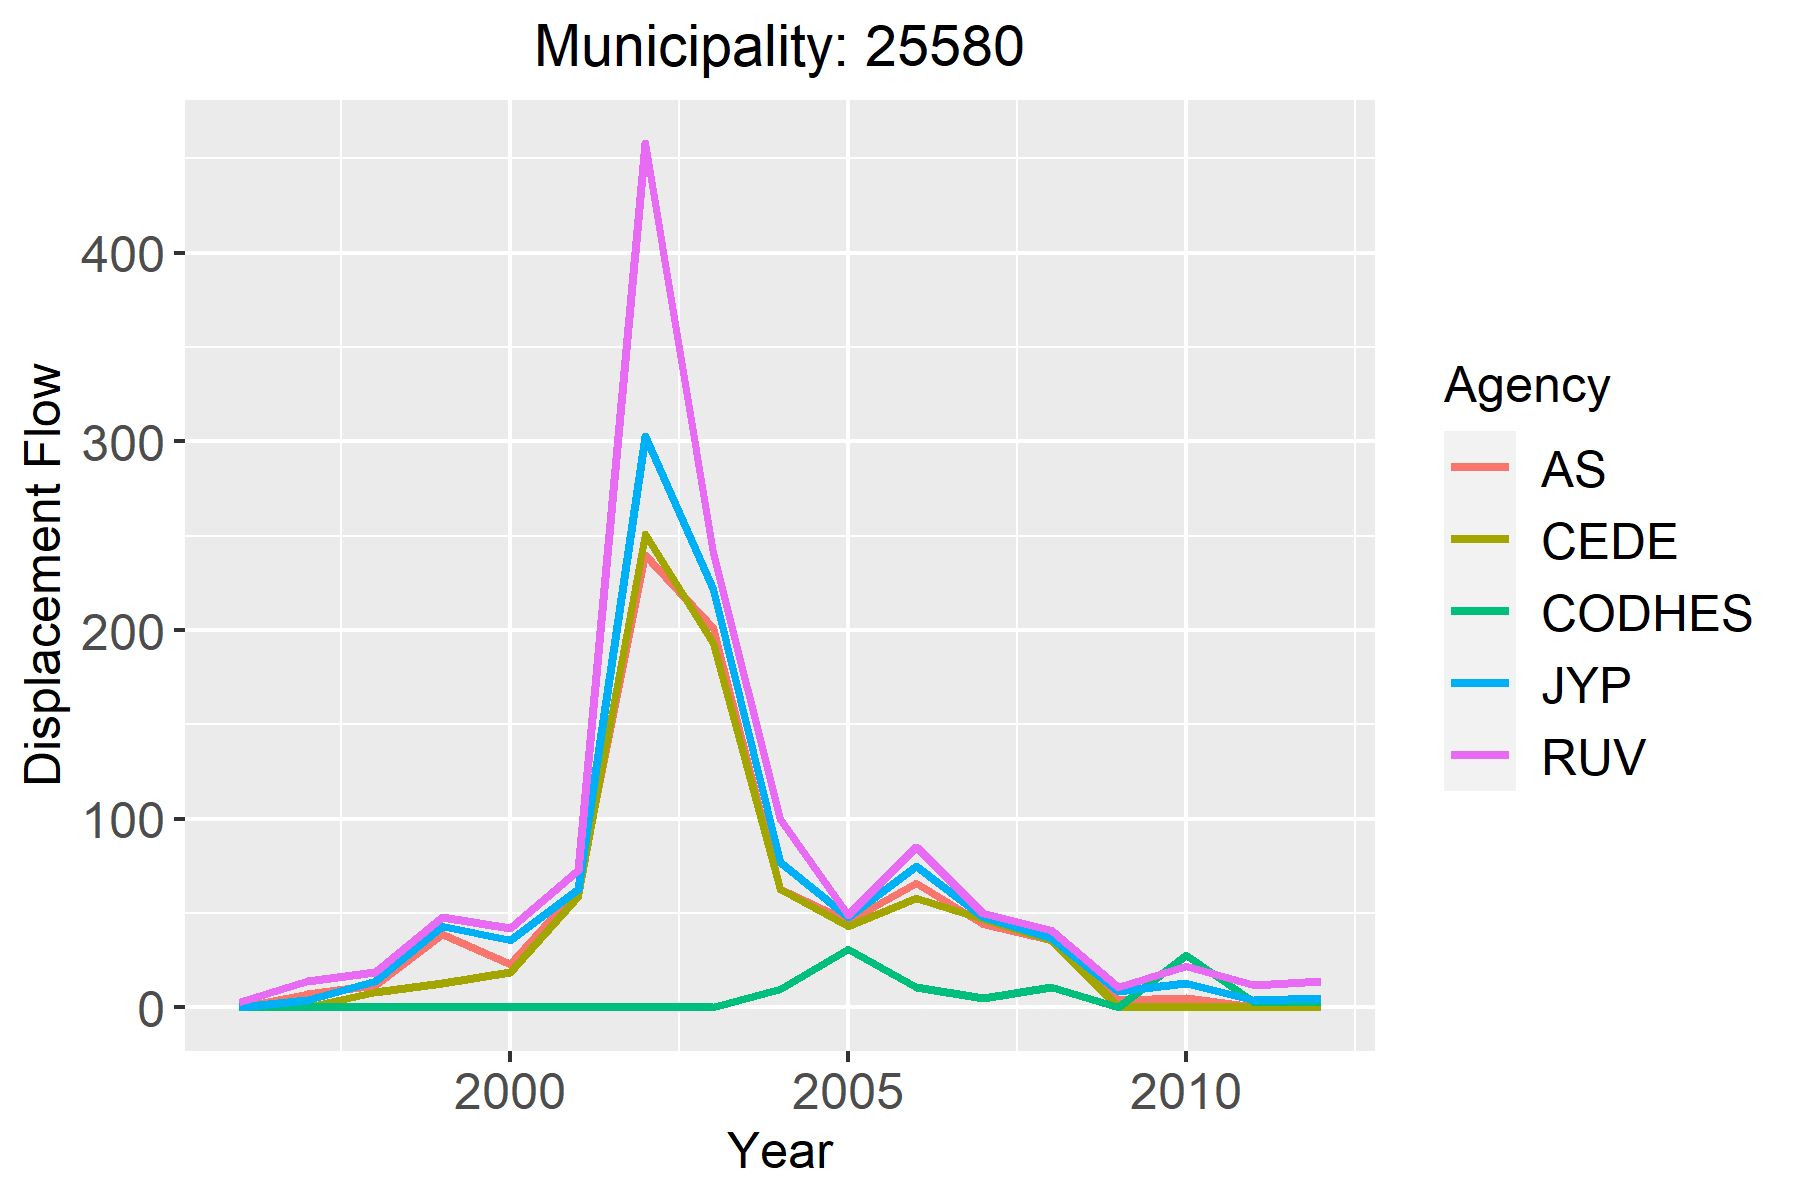 Municipality: 25580
Displacement Flow
400
300
200
100
0
2000
2005
2010
Year
Agency
AS
CEDE
CODHES
JYP
RUV